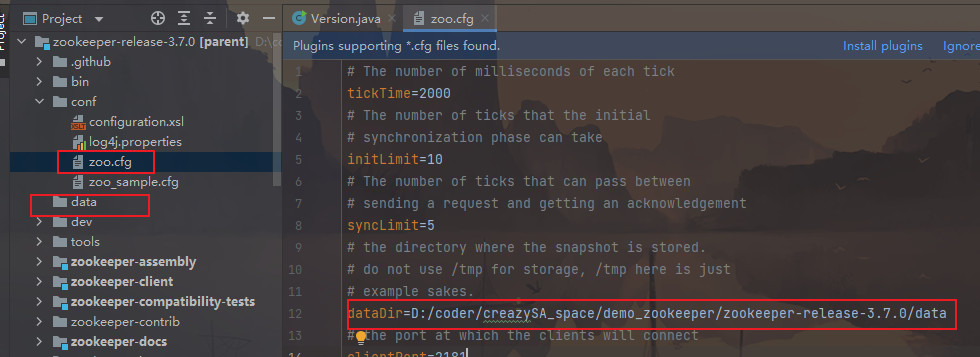 Project
Project
zookeeper-release-3.7.0 [parent] D:\co
.github
bin
conf
configuration.xsl
log4j.properties
zoo.cfg
zoo_sample.cfg
data
dev
tools
zookeeper-assembly
zookeeper-client
zookeeper-compatibility-tests
zookeeper-contrib
zookeeper-docs
Version.java
zoo.cfg
Plugins supporting *.cfg files found.
Install plugins
Ignore
1 # The number of milliseconds of each tick
2 tickTime=2000
3 # The number of ticks that the initial
4 # synchronization phase can take
5 initLimit=10
6 # The number of ticks that can pass between
7 # sending a request and getting an acknowledgement
8 syncLimit=5
9 # the directory where the snapshot is stored.
10 # do not use /tmp for storage, /tmp here is just
11 # example sakes.
12 dataDir=D:/coder/creazySA_space/demo_zookeeper/zookeeper-release-3.7.0/data
13 # the port at which the clients will connect
14 clientPort=2181